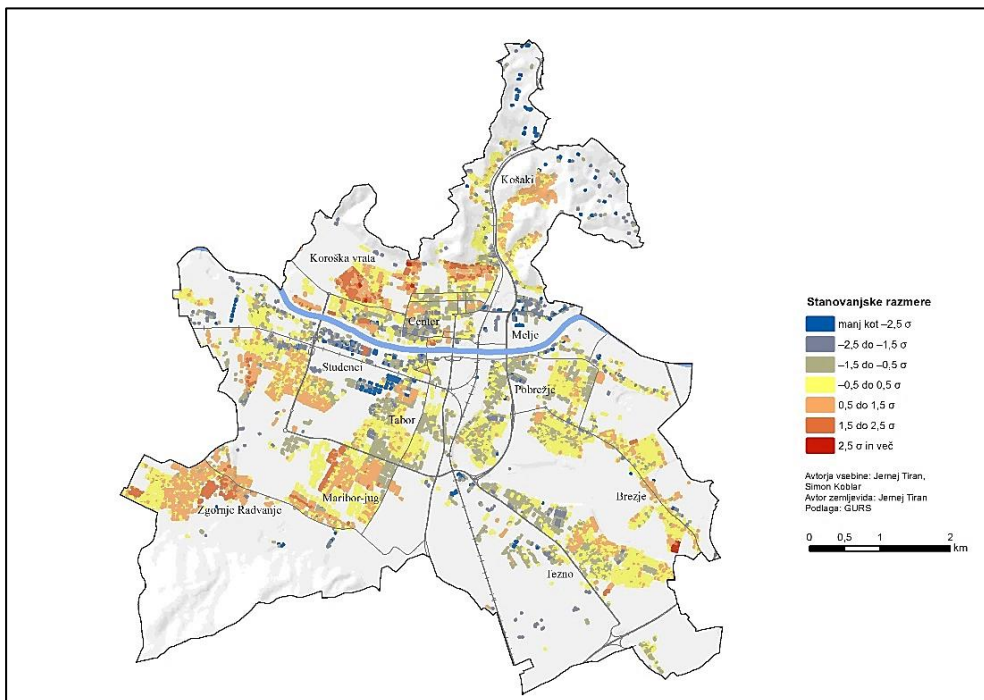 Košaki
Koroška vrata
Center
Melje
Studenci
Pobrežje
Tabor
Brezje
Maribor-jug
Zgornje Radvanje
Tezno
Stanovanjske razmere
manj kot –2,5 σ
–2,5 do –1,5 σ
–1,5 do –0,5 σ
–0,5 do 0,5 σ
0,5 do 1,5 σ
1,5 do 2,5 σ
2,5 σ in več
Avtorja vsebine: Jernej Tiran,
Simon Koblar
Avtor zemljevida: Jernej Tiran
Podlaga: GURS
0 0,5 1 2
km